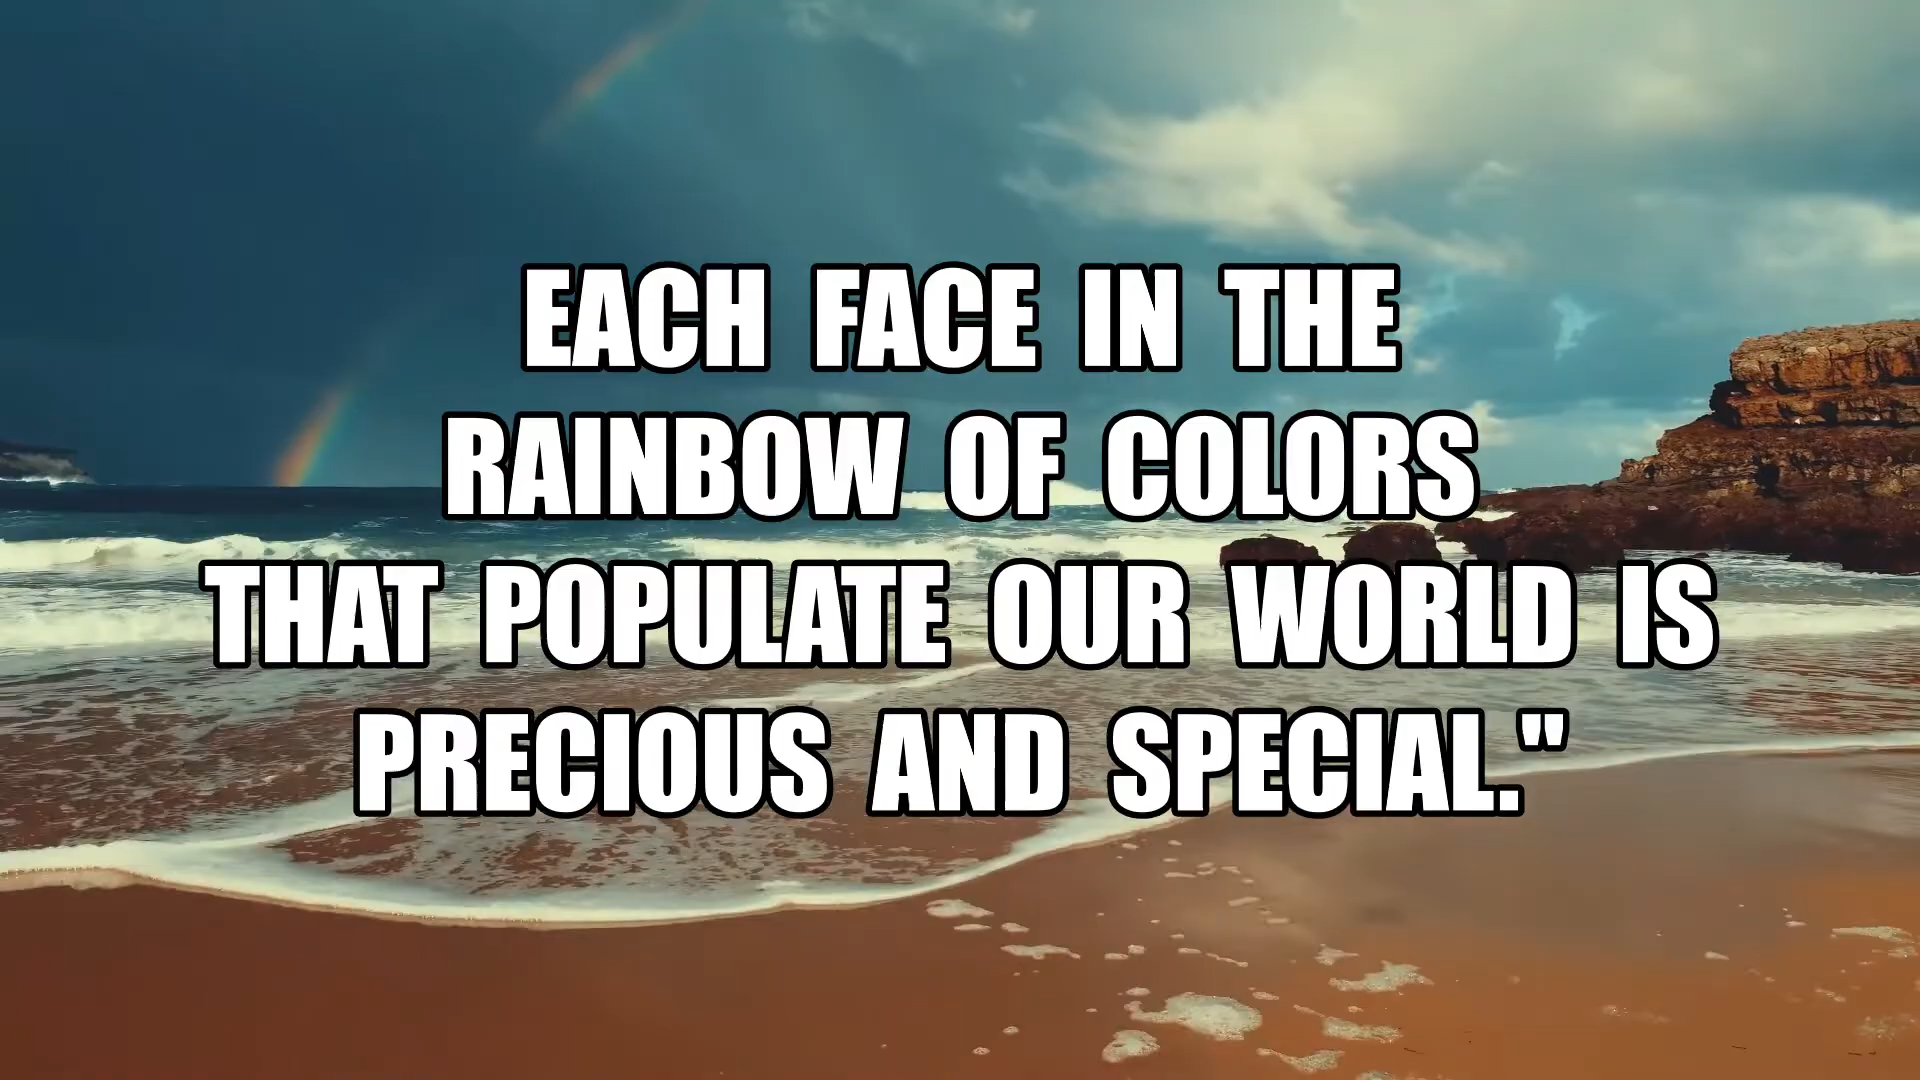 EACH FACE IN THE
RAINBOW OF COLORS
THAT POPULATE OUR WORLD IS
PRECIOUS AND SPECIAL."